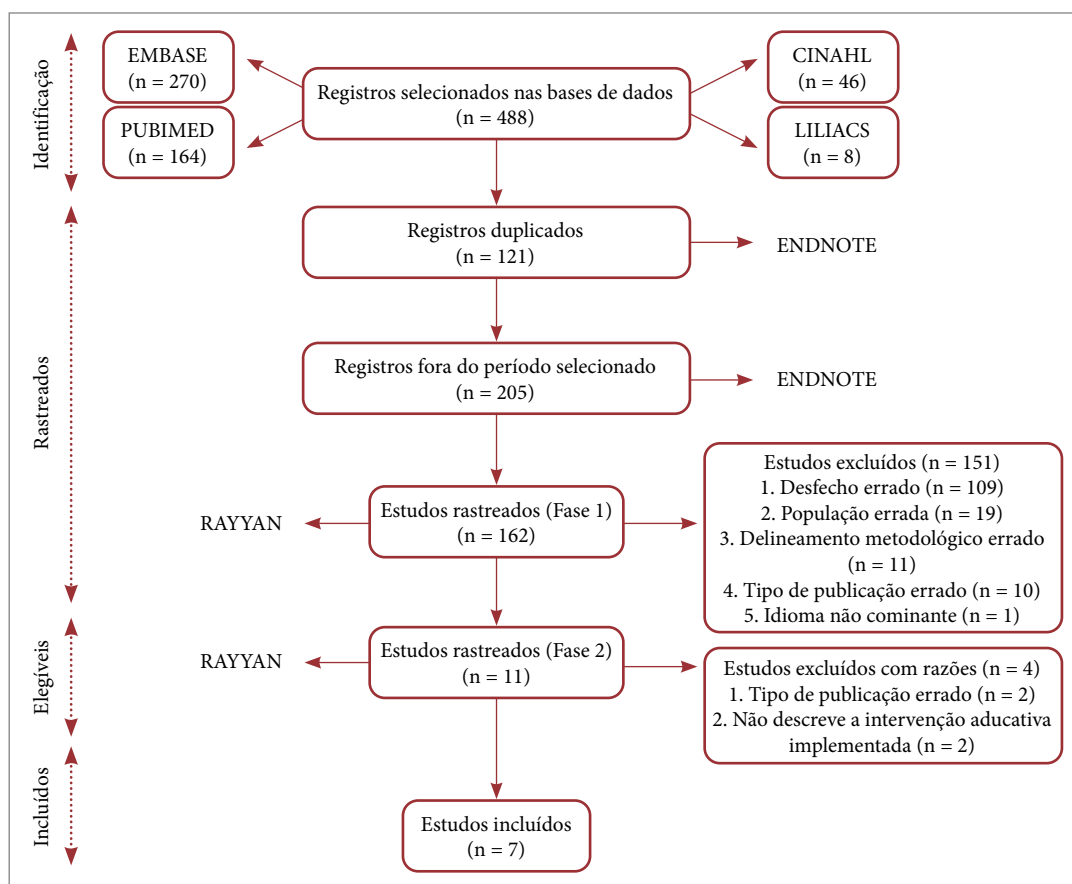 Identificação
EMBASE
(n = 270)
PUBIMED
(n = 164)
Registros selecionados nas bases de dados
(n = 488)
CINAHL
(n = 46)
LILIACS
(n = 8)
Rastreados
Registros duplicados
(n = 121)
ENDNOTE
Registros fora do período selecionado
(n = 205)
ENDNOTE
RAYYAN
Estudos rastreados (Fase 1)
(n = 162)
Estudos excluídos (n = 151)
1. Desfecho errado (n = 109)
2. População errada (n = 19)
3. Delineamento metodológico errado
(n = 11)
4. Tipo de publicação errado (n = 10)
5. Idioma não cominante (n = 1)
Elegíveis
RAYYAN
Estudos rastreados (Fase 2)
(n = 11)
Estudos excluídos com razões (n = 4)
1. Tipo de publicação errado (n = 2)
2. Não descreve a intervenção aducativa
implementada (n = 2)
Incluídos
Estudos incluídos
(n = 7)